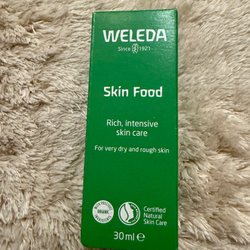 WELEDA
Since 1921
Skin Food
Rich, intensive
skin care
For very dry and rough skin
Certified
Natural
Skin Care
30 ml e